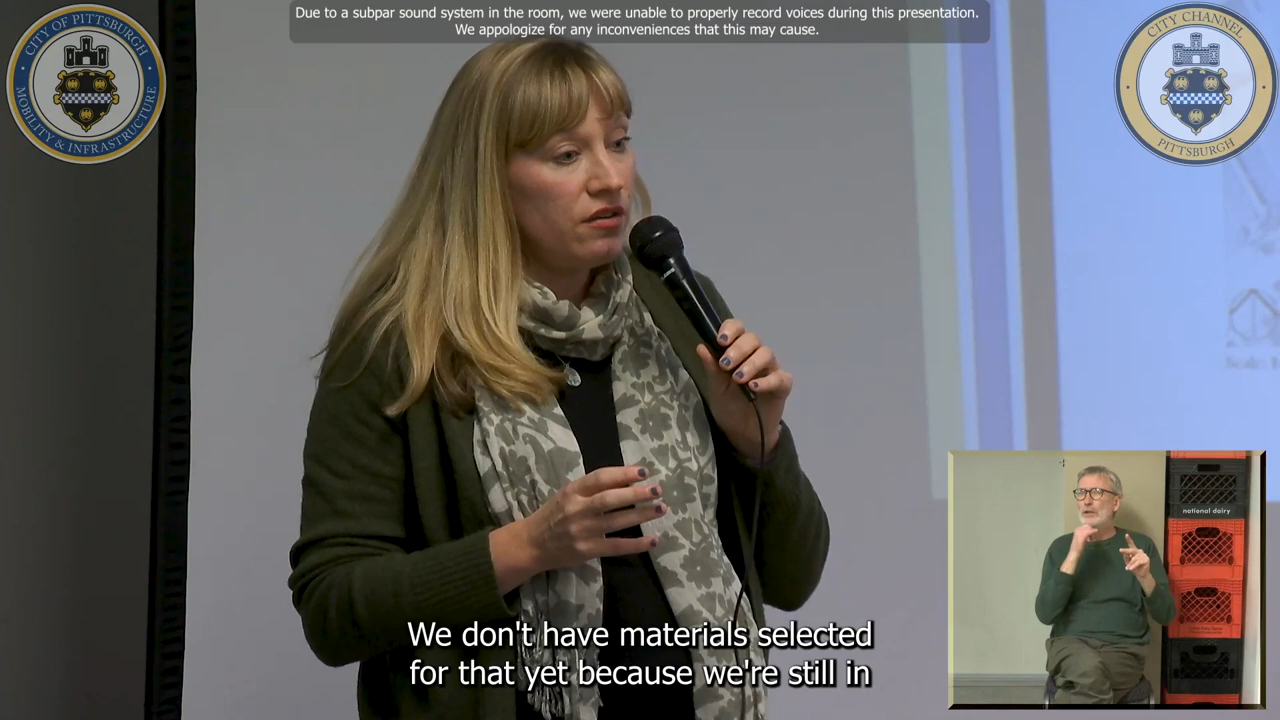 Due to a subpar sound system in the room, we were unable to properly record voices during this presentation.
We appologize for any inconveniences that this may cause.
CITY OF PITTSBURGH
MOBILITY & INFRASTRUCTURE
CITY CHANNEL
PITTSBURGH
national dairy
We don't have materials selected
for that yet because we're still in